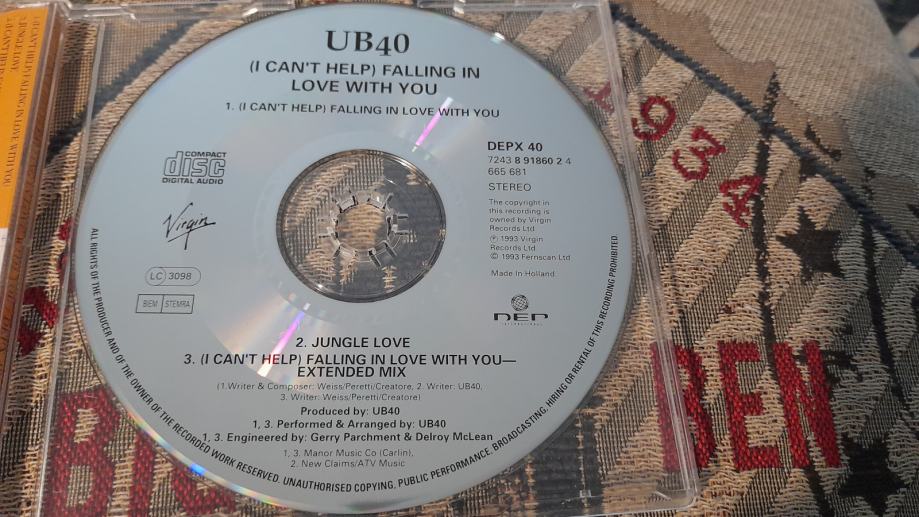 UB40
(I CAN'T HELP) FALLING IN
LOVE WITH YOU
1. (I CAN'T HELP) FALLING IN LOVE WITH YOU
COMPACT
disc
DIGITAL AUDIO
Virgin
LC 3098
BIEM STEMRA
DEPX 40
7243 8 91860 2 4
665 681
STEREO
The copyright in
this recording is
owned by Virgin
Records Ltd
℗ 1993 Virgin
Records Ltd
© 1993 Fernscan Ltd
Made in Holland.
DEP
INTERNATIONAL
2. JUNGLE LOVE
3. (I CAN'T HELP) FALLING IN LOVE WITH YOU—
EXTENDED MIX
(1.Writer & Composer: Weiss/Peretti/Creatore, 2. Writer: UB40,
3. Writer: Weiss/Peretti/Creatore)
Produced by: UB40
1, 3. Performed & Arranged by: UB40
1, 3. Engineered by: Gerry Parchment & Delroy McLean
1, 3. Manor Music Co (Carlin),
2. New Claims/ATV Music
ALL RIGHTS OF THE PRODUCER AND OF THE OWNER OF THE RECORDED WORK RESERVED. UNAUTHORISED COPYING, PUBLIC PERFORMANCE, BROADCASTING, HIRING OR RENTAL OF THIS RECORDING PROHIBITED.
1934
BEN